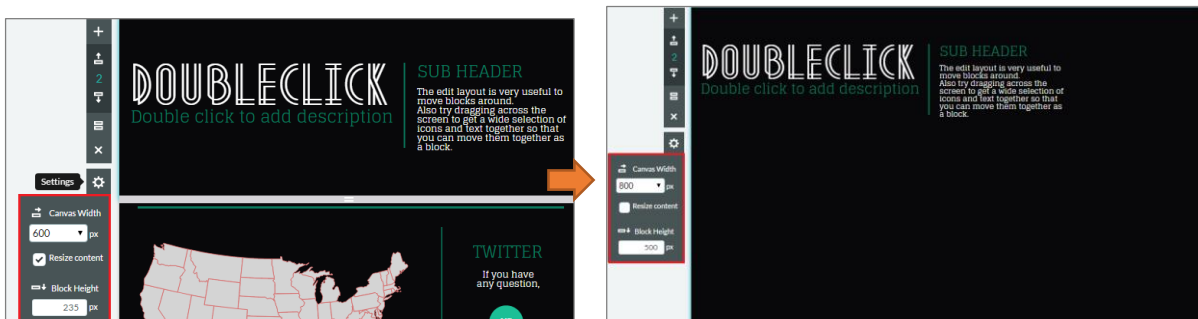 2
DOUBLECLICK
Double click to add description
SUB HEADER
The edit layout is very useful to
move blocks around.
Also try dragging across the
screen to get a wide selection of
icons and text together so that
you can move them together as
a block.
Settings
Canvas Width
600 px
Resize content
Block Height
235 px
TWITTER
If you have
any question,
2
DOUBLECLICK
Double click to add description
SUB HEADER
The edit layout is very useful to
move blocks around.
Also try dragging across the
screen to get a wide selection of
icons and text together so that
you can move them together as
a block.
Canvas Width
800 px
Resize content
Block Height
500 px